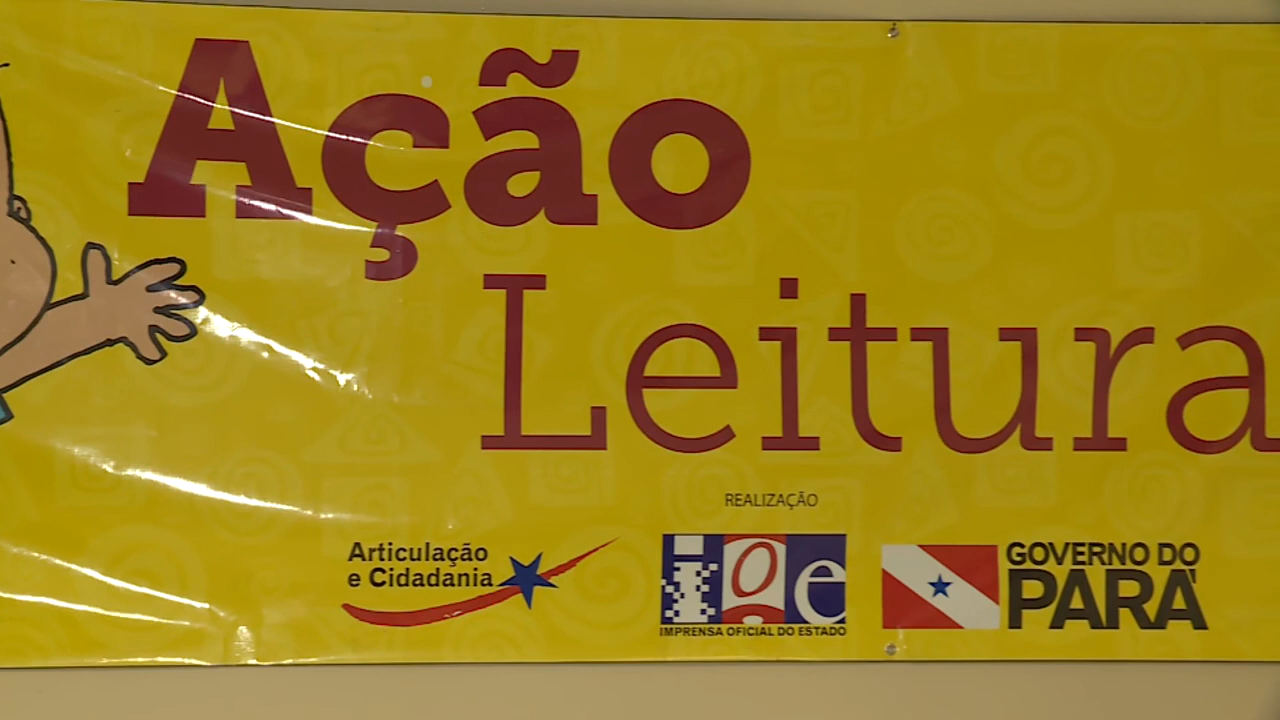 Ação
Leitura
REALIZAÇÃO
Articulação
e Cidadania
ioe
IMPRENSA OFICIAL DO ESTADO
GOVERNO DO
PARÁ